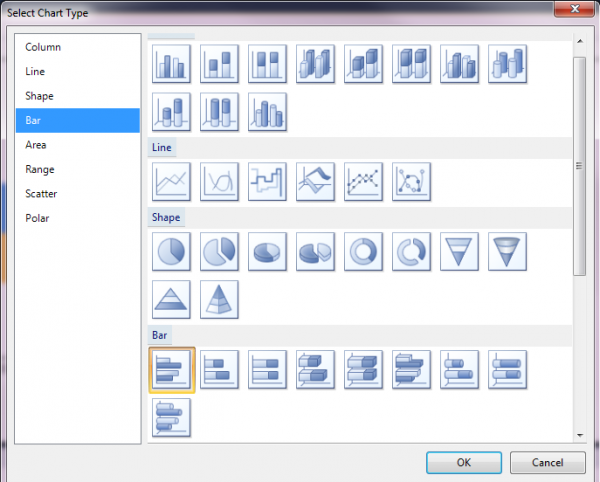 Select Chart Type
Column
Line
Shape
Bar
Area
Range
Scatter
Polar
Line
Shape
Bar
OK
Cancel